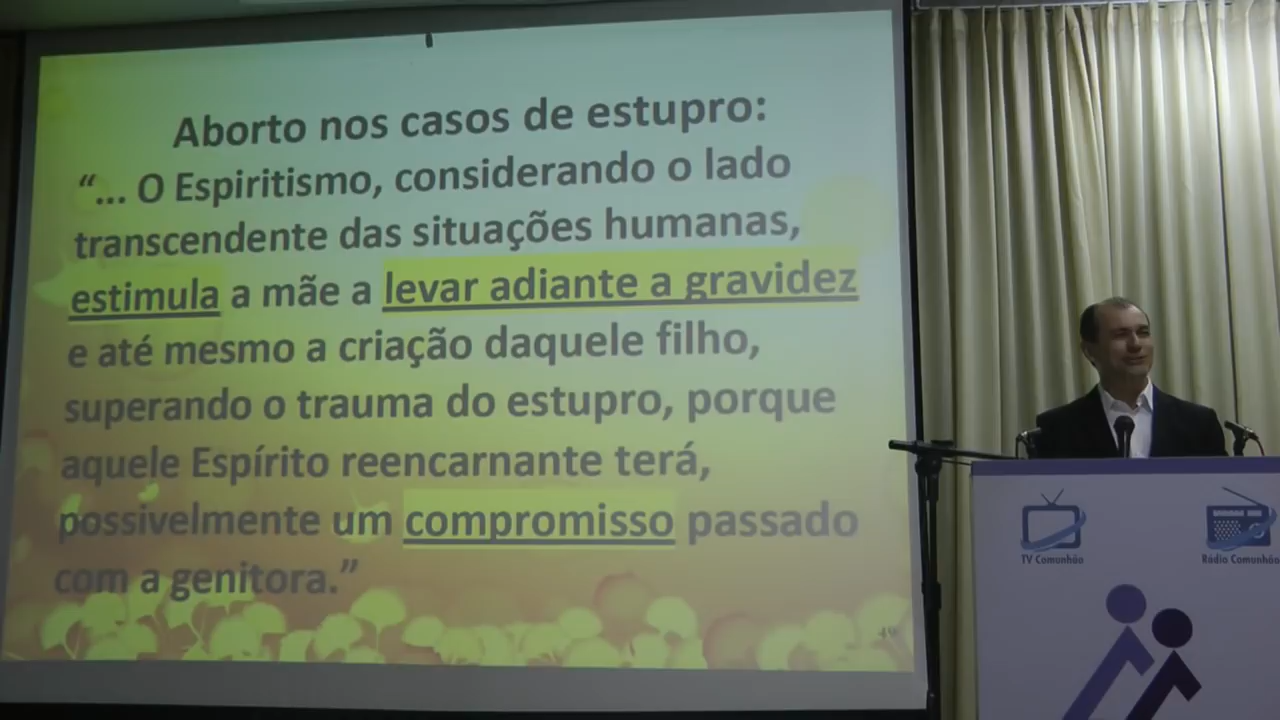 Aborto nos casos de estupro:
“... O Espiritismo, considerando o lado
transcendente das situações humanas,
estimula a mãe a levar adiante a gravidez
e até mesmo a criação daquele filho,
superando o trauma do estupro, porque
aquele Espírito reencarnante terá,
possivelmente um compromisso passado
com a genitora.”
TV Comunhão
Rádio Comunhão